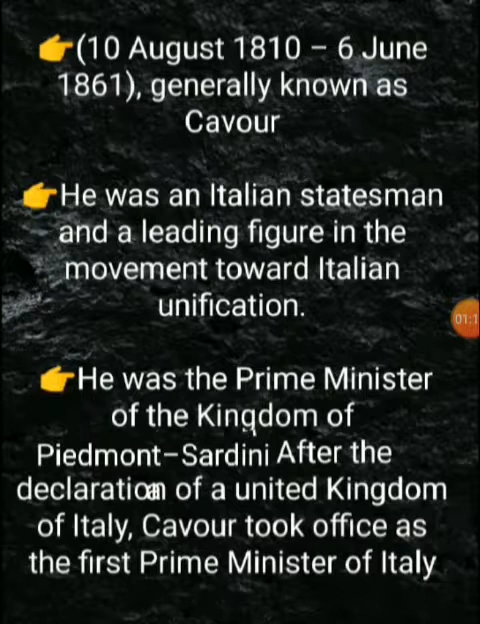 👉(10 August 1810 – 6 June
1861), generally known as
Cavour
👉He was an Italian statesman
and a leading figure in the
movement toward Italian
unification.
01:1
👉He was the Prime Minister
of the Kingdom of
Piedmont–Sardini After the
declaration of a united Kingdom
of Italy, Cavour took office as
the first Prime Minister of Italy